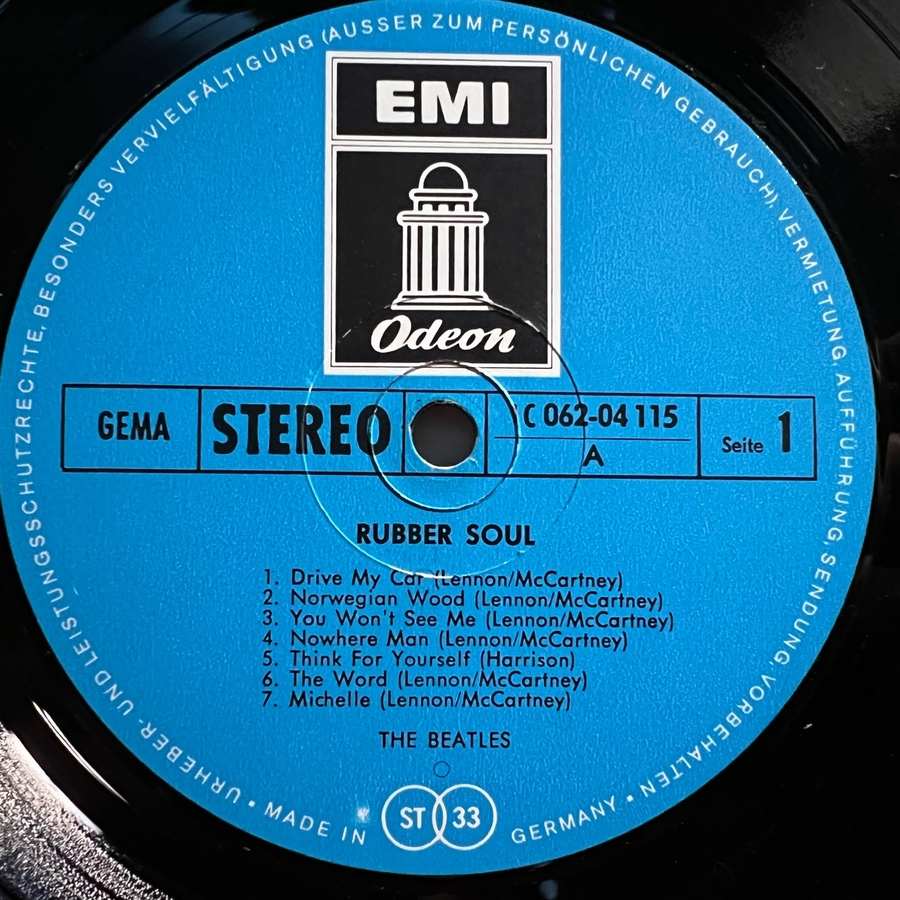 URHEBER- UND LEISTUNGSSCHUTZRECHTE, BESONDERS VERVIELFÄLTIGUNG (AUSSER ZUM PERSÖNLICHEN GEBRAUCH), VERMIETUNG, AUFFÜHRUNG, SENDUNG, VORBEHALTEN •
EMI
Odeon
GEMA STEREO 1C 062-04 115 Seite 1
A
RUBBER SOUL
1. Drive My Car (Lennon/McCartney)
2. Norwegian Wood (Lennon/McCartney)
3. You Won't See Me (Lennon/McCartney)
4. Nowhere Man (Lennon/McCartney)
5. Think For Yourself (Harrison)
6. The Word (Lennon/McCartney)
7. Michelle (Lennon/McCartney)
THE BEATLES
ST 33
• MADE IN GERMANY •